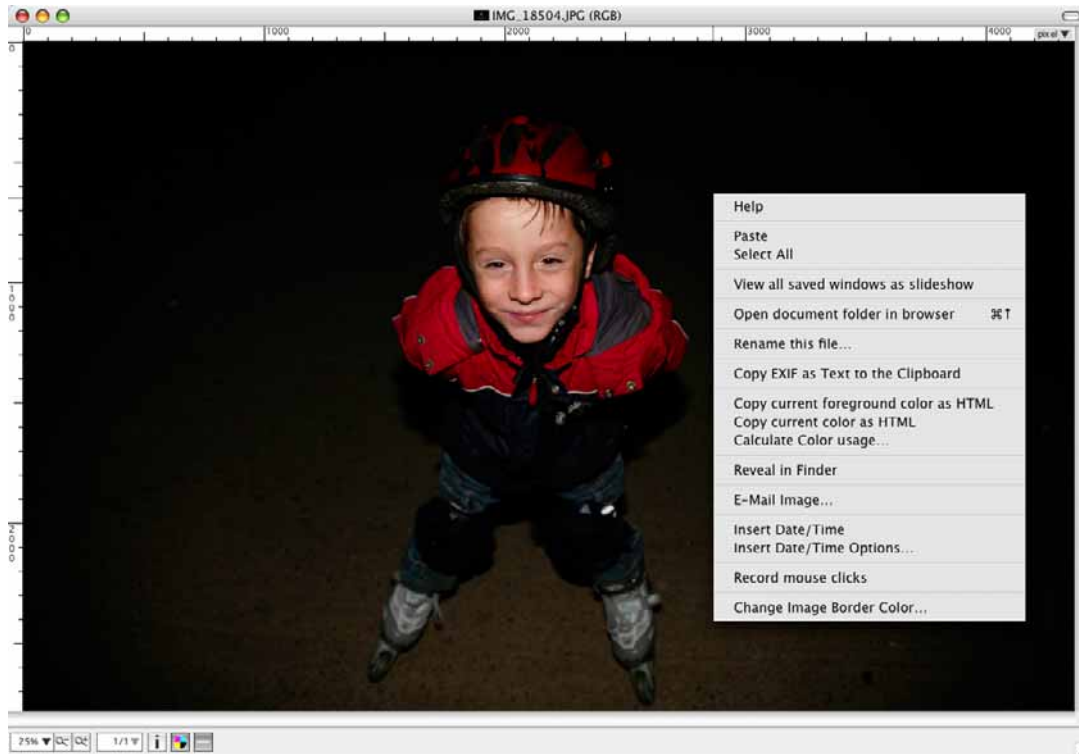 IMG_18504.JPG (RGB)
0 1000 2000 3000 4000 pixel
0
1000
2000
Help
Paste
Select All
View all saved windows as slideshow
Open document folder in browser ⌘↑
Rename this file...
Copy EXIF as Text to the Clipboard
Copy current foreground color as HTML
Copy current color as HTML
Calculate Color usage...
Reveal in Finder
E-Mail Image...
Insert Date/Time
Insert Date/Time Options...
Record mouse clicks
Change Image Border Color...
25% 1/1 i